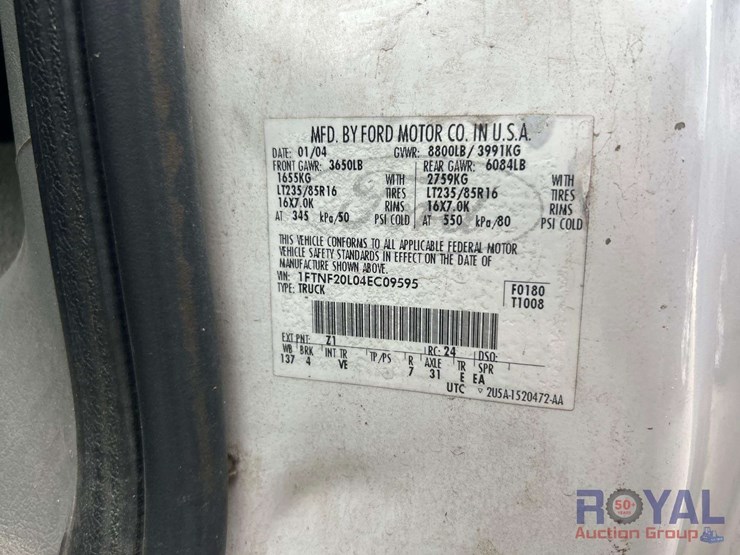 MFD. BY FORD MOTOR CO. IN U.S.A.
DATE: 01/04 GVWR: 8800LB/ 3991KG
FRONT GAWR: 3650LB REAR GAWR: 6084LB
1655KG WITH 2759KG WITH
LT235/85R16 TIRES LT235/85R16 TIRES
16X7.0K RIMS 16X7.0K RIMS
AT 345 kPa/50 PSI COLD AT 550 kPa/80 PSI COLD
THIS VEHICLE CONFORMS TO ALL APPLICABLE FEDERAL MOTOR
VEHICLE SAFETY STANDARDS IN EFFECT ON THE DATE OF
MANUFACTURE SHOWN ABOVE.
VIN: 1FTNF20L04EC09595 F0180
TYPE: TRUCK T1008
EXT PNT: Z1 RC: 24 DSO:
WB BRK INT TR TP/PS R AXLE TR SPR
137 4 VE 7 31 E EA
UTC ▽ 2USA-1520472-AA
ROYAL
50+
YEARS
Auction Group